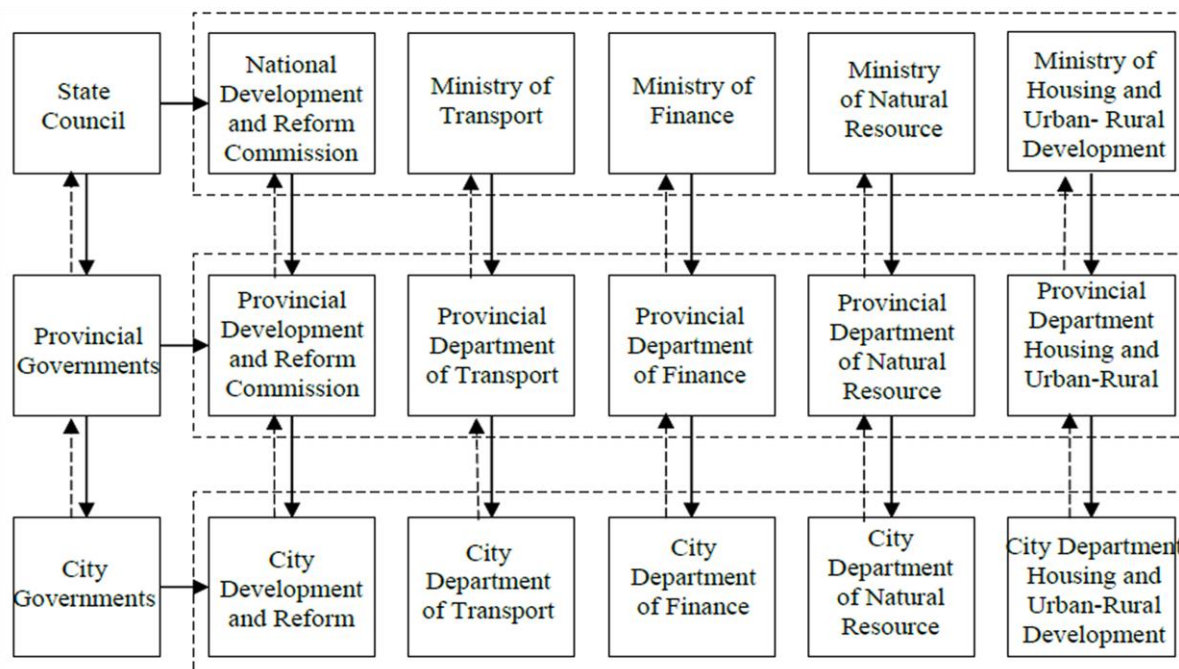 State
Council
National
Development
and Reform
Commission
Ministry of
Transport
Ministry of
Finance
Ministry
of Natural
Resource
Ministry of
Housing and
Urban- Rural
Development
Provincial
Governments
Provincial
Development
and Reform
Commission
Provincial
Department
of Transport
Provincial
Department
of Finance
Provincial
Department
of Natural
Resource
Provincial
Department
Housing and
Urban-Rural
City
Governments
City
Development
and Reform
City
Department
of Transport
City
Department
of Finance
City
Department
of Natural
Resource
City Department
Housing and
Urban-Rural
Development